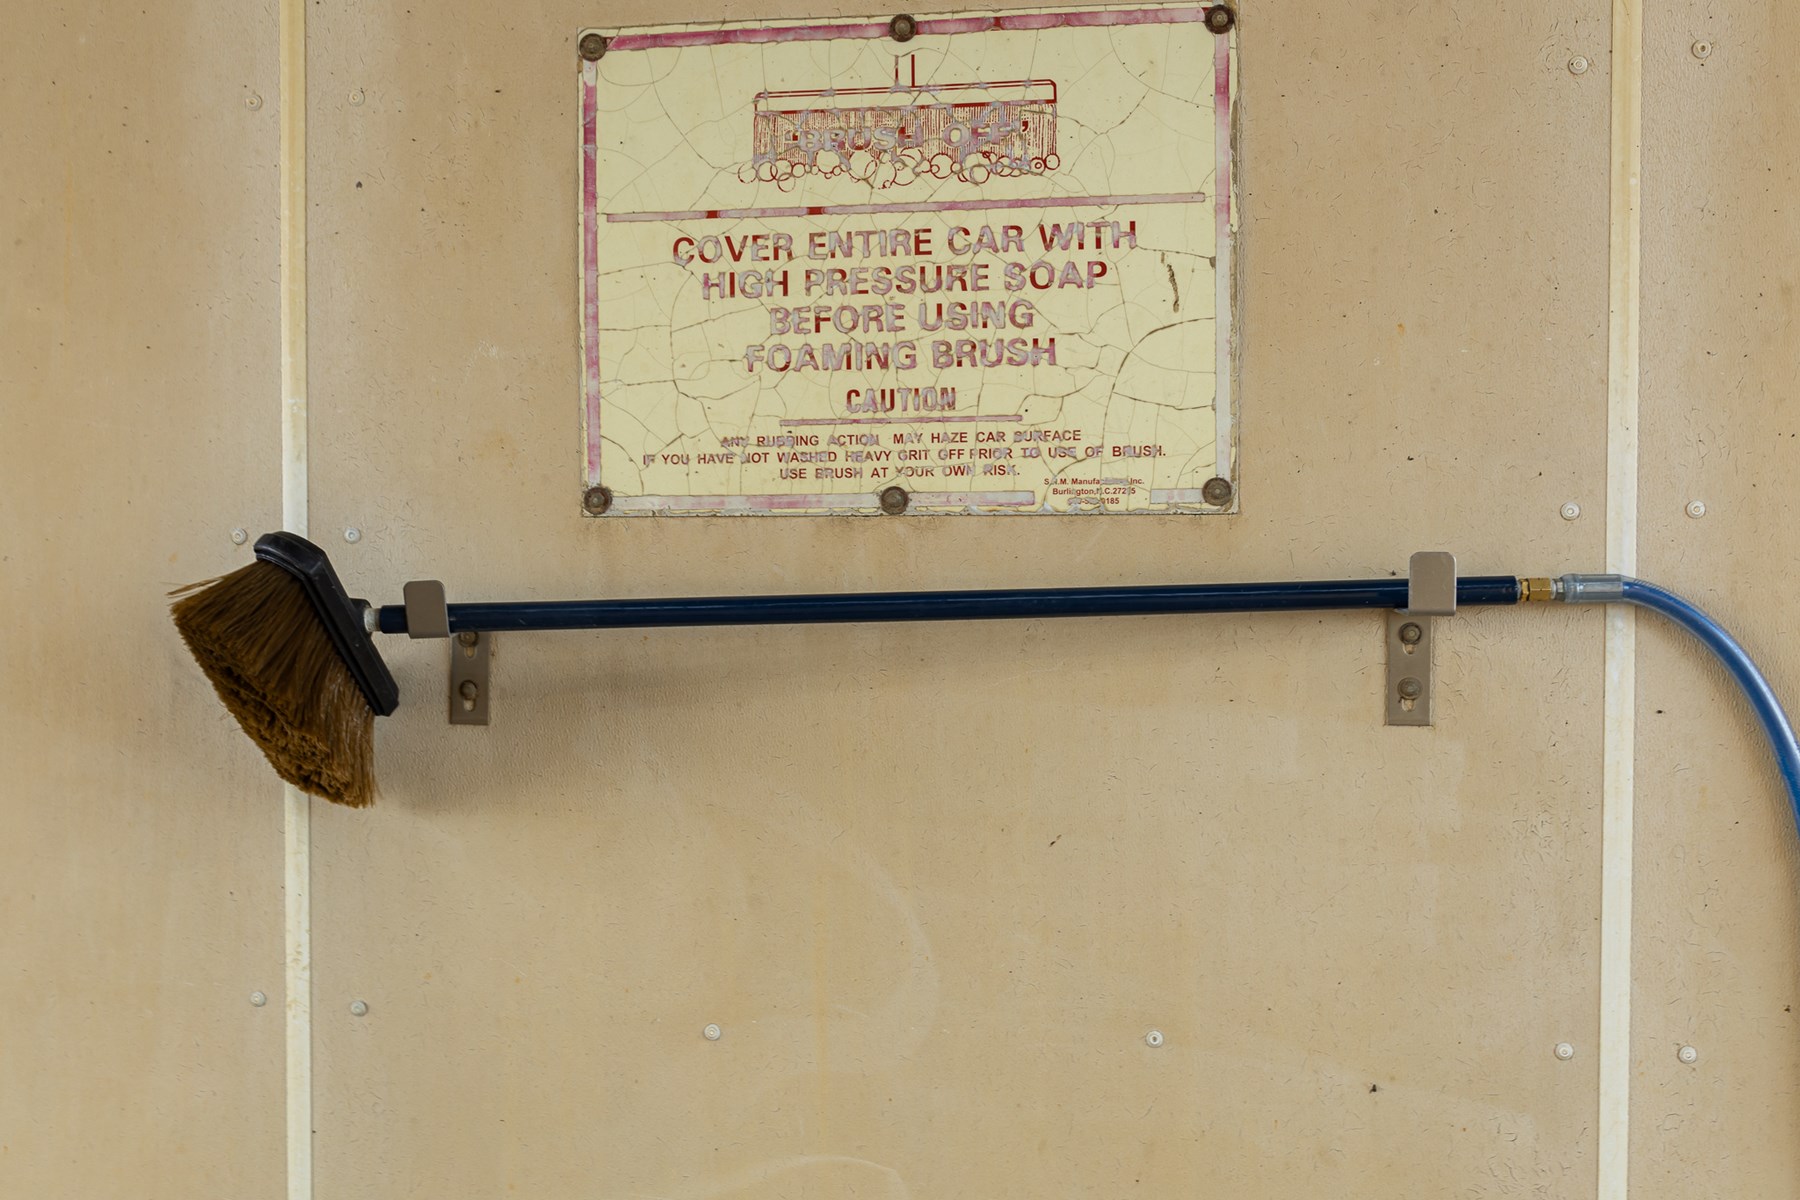 "BRUSH OFF"
COVER ENTIRE CAR WITH
HIGH PRESSURE SOAP
BEFORE USING
FOAMING BRUSH
CAUTION
ANY RUBBING ACTION MAY HAZE CAR SURFACE
IF YOU HAVE NOT WASHED HEAVY GRIT OFF PRIOR TO USE OF BRUSH.
USE BRUSH AT YOUR OWN RISK.
Inc.
Burlington, N.C.